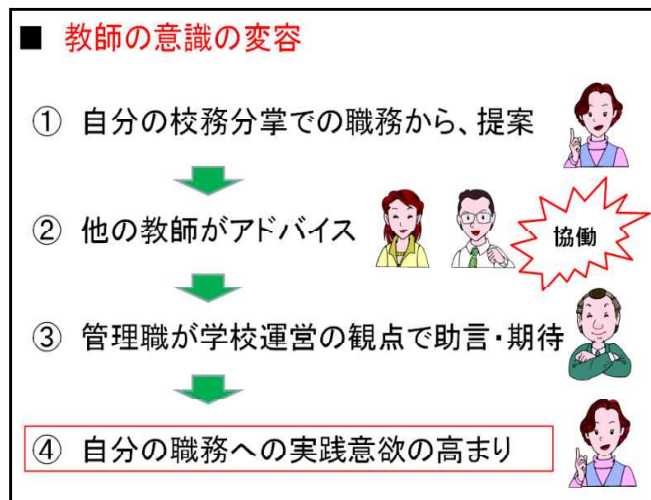 ■ 教師の意識の変容
① 自分の校務分掌での職務から、提案
② 他の教師がアドバイス
協働
③ 管理職が学校運営の観点で助言・期待
④ 自分の職務への実践意欲の高まり